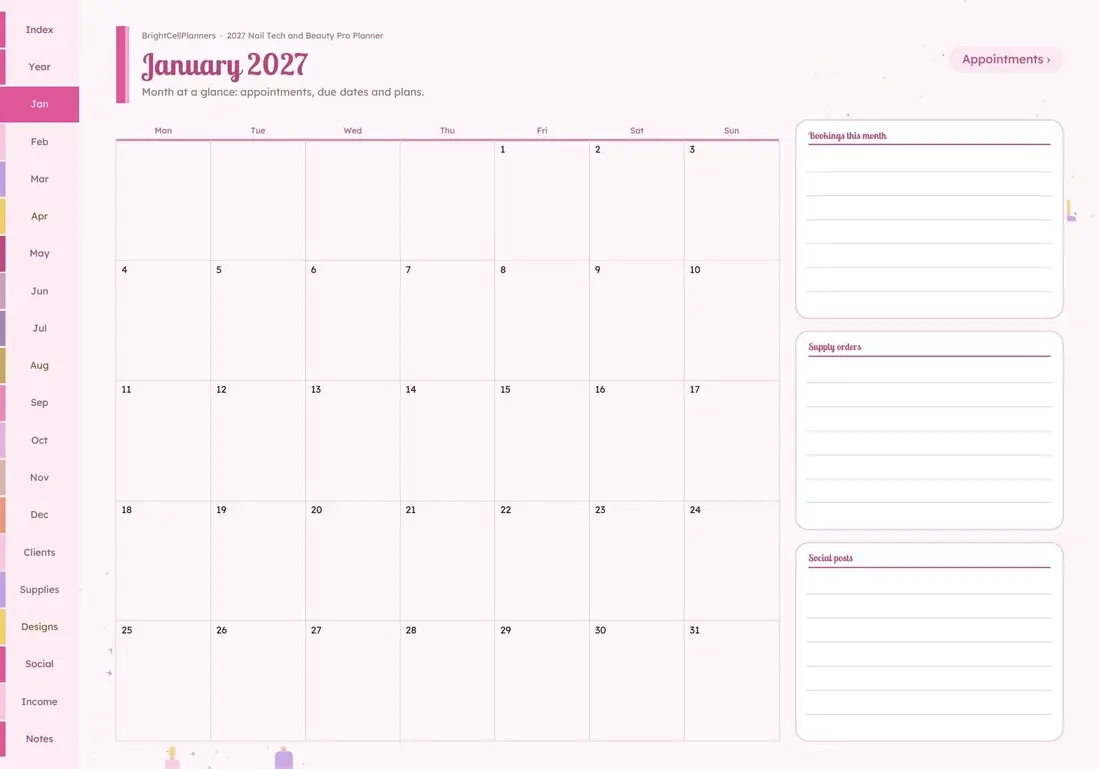 Index
Year
Jan
Feb
Mar
Apr
May
Jun
Jul
Aug
Sep
Oct
Nov
Dec
Clients
Supplies
Designs
Social
Income
Notes
BrightCellPlanners · 2027 Nail Tech and Beauty Pro Planner
January 2027
Month at a glance: appointments, due dates and plans.
Appointments ›
Mon Tue Wed Thu Fri Sat Sun
1 2 3
4 5 6 7 8 9 10
11 12 13 14 15 16 17
18 19 20 21 22 23 24
25 26 27 28 29 30 31
Bookings this month
Supply orders
Social posts